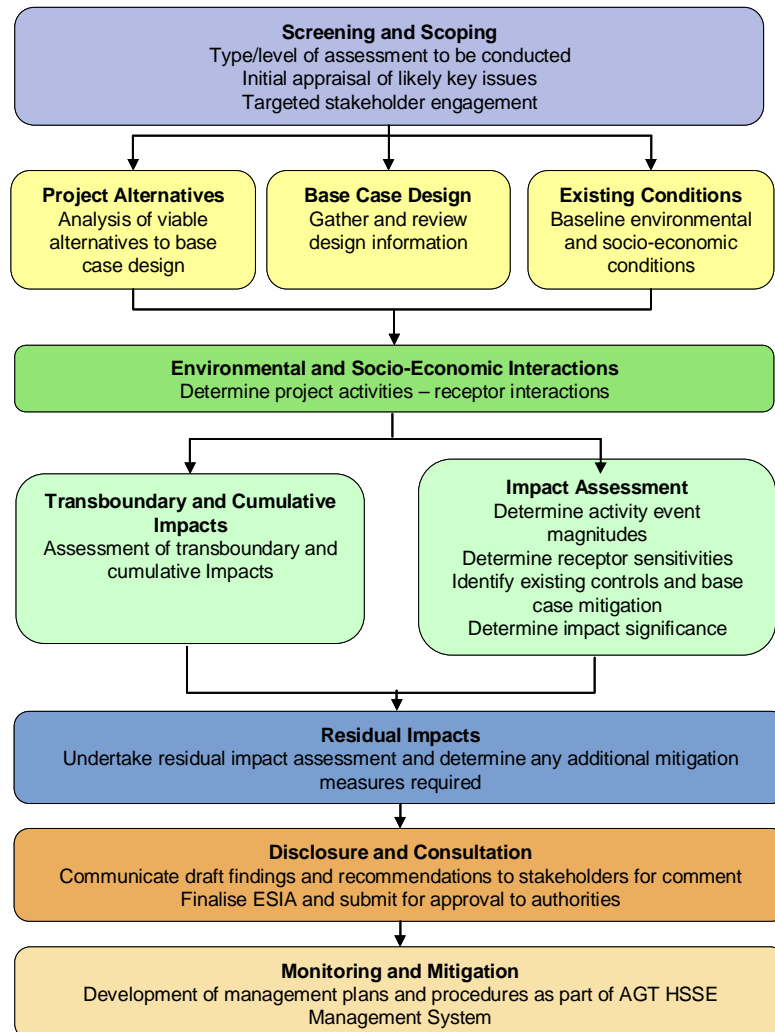 Screening and Scoping
Type/level of assessment to be conducted
Initial appraisal of likely key issues
Targeted stakeholder engagement
Project Alternatives
Analysis of viable
alternatives to base
case design
Base Case Design
Gather and review
design information
Existing Conditions
Baseline environmental
and socio-economic
conditions
Environmental and Socio-Economic Interactions
Determine project activities – receptor interactions
Transboundary and Cumulative
Impacts
Assessment of transboundary and
cumulative Impacts
Impact Assessment
Determine activity event
magnitudes
Determine receptor sensitivities
Identify existing controls and base
case mitigation
Determine impact significance
Residual Impacts
Undertake residual impact assessment and determine any additional mitigation
measures required
Disclosure and Consultation
Communicate draft findings and recommendations to stakeholders for comment
Finalise ESIA and submit for approval to authorities
Monitoring and Mitigation
Development of management plans and procedures as part of AGT HSSE
Management System